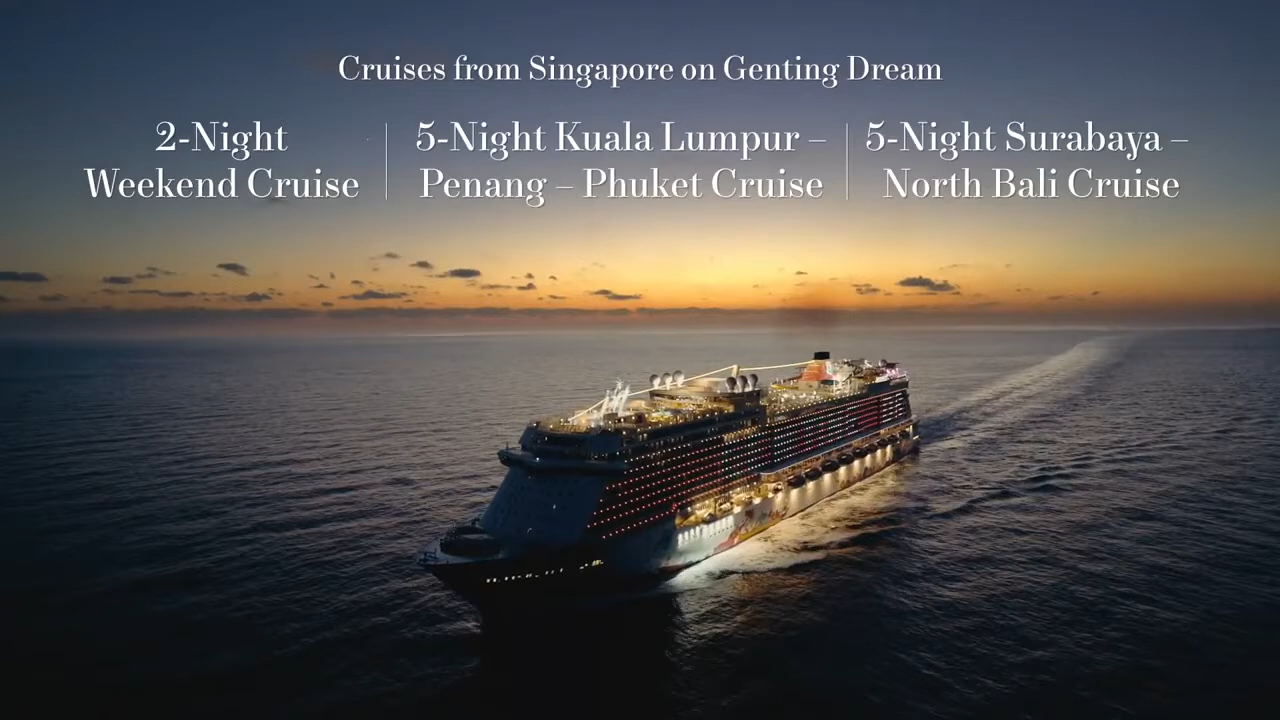 Cruises from Singapore on Genting Dream
2-Night
Weekend Cruise
5-Night Kuala Lumpur –
Penang – Phuket Cruise
5-Night Surabaya –
North Bali Cruise